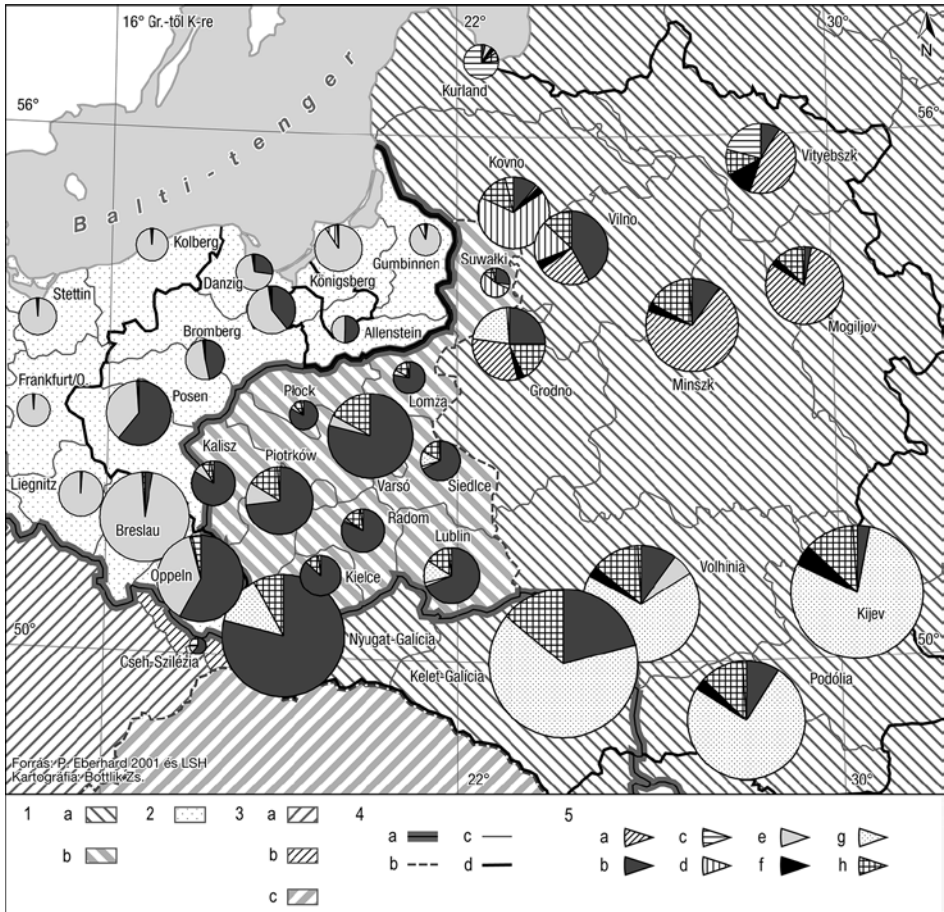 16° Gr.-től K-re
22°
30°
N
56°
56°
Balti-tenger
Kurland
Vityebszk
Kovno
Vilno
Suwałki
Kolberg
Danzig
Königsberg
Gumbinnen
Stettin
Allenstein
Mogiljov
Bromberg
Grodno
Minszk
Frankfurt/O.
Posen
Płock
Lomza
Kalisz
Piotrków
Varsó
Siedlce
Liegnitz
Breslau
Radom
Lublin
Oppeln
Kielce
Volhinia
Kijev
50°
50°
Nyugat-Galícia
Cseh-Szilézia
Kelet-Galícia
Podólia
Forrás: P. Eberhard 2001 és LSH
Kartográfia: Bottlik Zs.
22°
30°
1 a 2 3 a 4 5
a c a c e g
b b b d b d f h
c